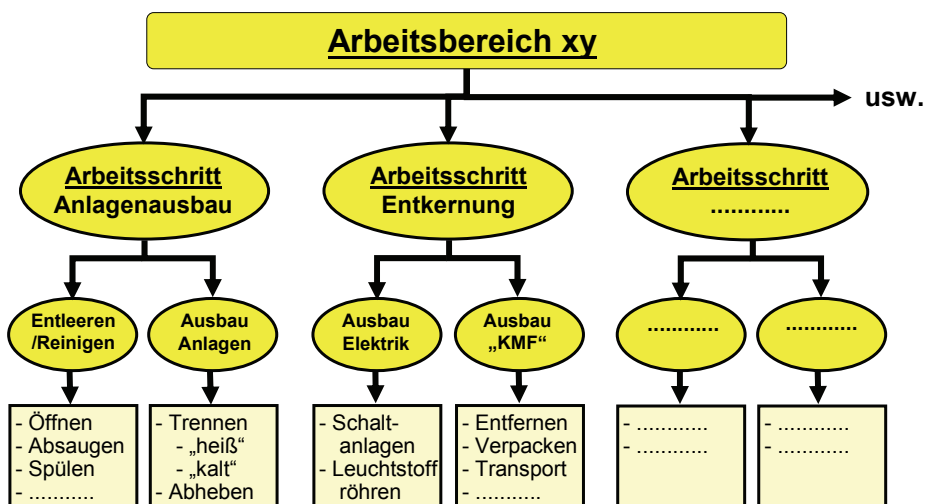 Arbeitsbereich xy
usw.
Arbeitsschritt
Anlagenausbau
Arbeitsschritt
Entkernung
Arbeitsschritt
............
Entleeren
/Reinigen
Ausbau
Anlagen
Ausbau
Elektrik
Ausbau
„KMF“
............
............
- Öffnen
- Absaugen
- Spülen
- ...........
- Trennen
- „heiß“
- „kalt“
- Abheben
- Schalt-
anlagen
- Leuchtstoff
röhren
- Entfernen
- Verpacken
- Transport
- ...........
- ............
- ............
- ............
- ............